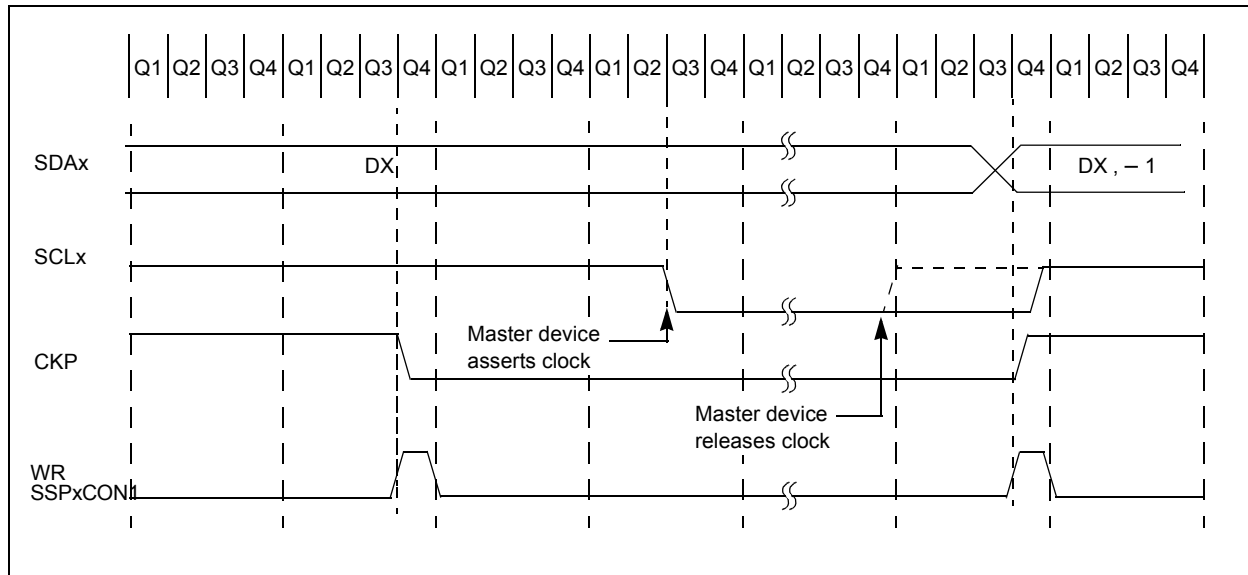 Q1 Q2 Q3 Q4 Q1 Q2 Q3 Q4 Q1 Q2 Q3 Q4 Q1 Q2 Q3 Q4 Q1 Q2 Q3 Q4 Q1 Q2 Q3 Q4 Q1 Q2 Q3 Q4
SDAx
DX
DX , – 1
SCLx
Master device
asserts clock
CKP
Master device
releases clock
WR
SSPxCON1